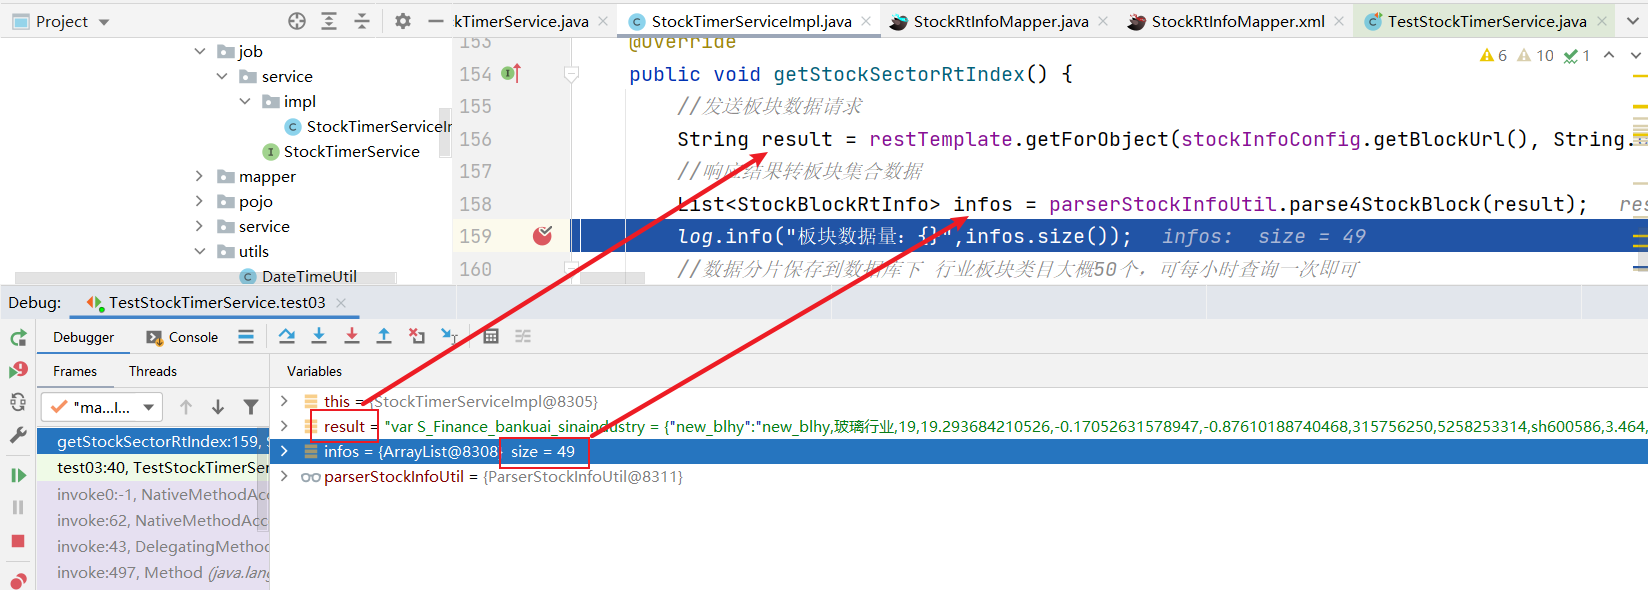 Project
kTimerService.java
StockTimerServiceImpl.java
StockRtInfoMapper.java
StockRtInfoMapper.xml
TestStockTimerService.java
job
service
impl
StockTimerServiceIm
StockTimerService
mapper
pojo
service
utils
DateTimeUtil
6 10 1
153 @Override
154 public void getStockSectorRtIndex() {
155 //发送板块数据请求
156 String result = restTemplate.getForObject(stockInfoConfig.getBlockUrl(), String.
157 //响应结果转板块集合数据
158 List<StockBlockRtInfo> infos = parserStockInfoUtil.parse4StockBlock(result); res
159 log.info("板块数据量：{}",infos.size()); infos: size = 49
160 //数据分片保存到数据库下 行业板块类目大概50个，可每小时查询一次即可
Debug: TestStockTimerService.test03
Debugger Console
Frames Threads Variables
"ma...l...
getStockSectorRtIndex:159, S
test03:40, TestStockTimerSer
invoke0:-1, NativeMethodAcc
invoke:62, NativeMethodAcc
invoke:43, DelegatingMethod
invoke:497, Method (java.lang
this = {StockTimerServiceImpl@8305}
result = "var S_Finance_bankuai_sinaindustry = {"new_blhy":"new_blhy,玻璃行业,19,19.293684210526,-0.17052631578947,-0.87610188740468,315756250,5258253314,sh600586,3.464,
infos = {ArrayList@8308} size = 49
parserStockInfoUtil = {ParserStockInfoUtil@8311}